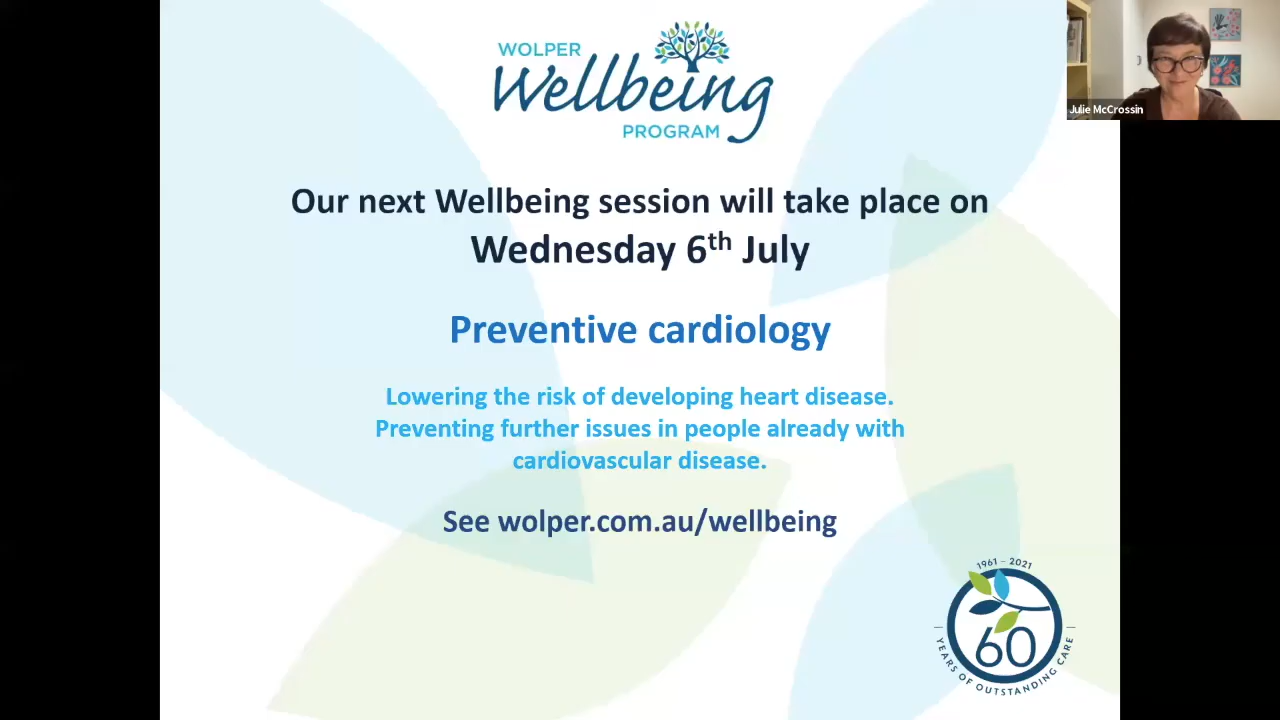 WOLPER
Wellbeing
PROGRAM
Julie McCrossin
Our next Wellbeing session will take place on
Wednesday 6th July
Preventive cardiology
Lowering the risk of developing heart disease.
Preventing further issues in people already with
cardiovascular disease.
See wolper.com.au/wellbeing
1961 – 2021
60
YEARS OF OUTSTANDING CARE